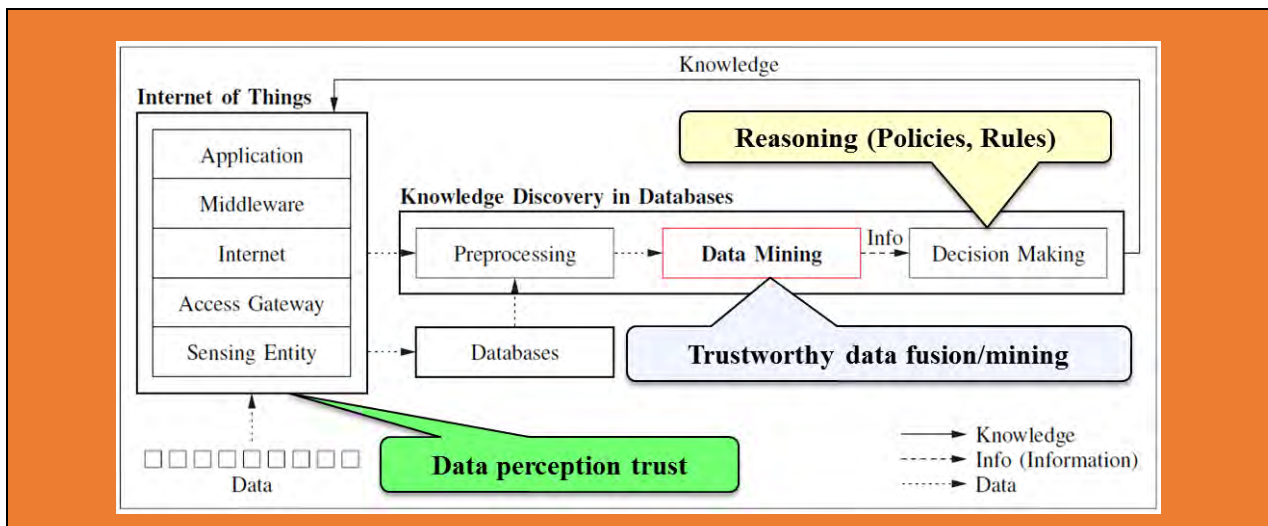 Knowledge
Internet of Things
Reasoning (Policies, Rules)
Application
Middleware
Knowledge Discovery in Databases
Internet
Preprocessing
Data Mining
Info
Decision Making
Access Gateway
Sensing Entity
Databases
Trustworthy data fusion/mining
Data perception trust
Data
Knowledge
Info (Information)
Data